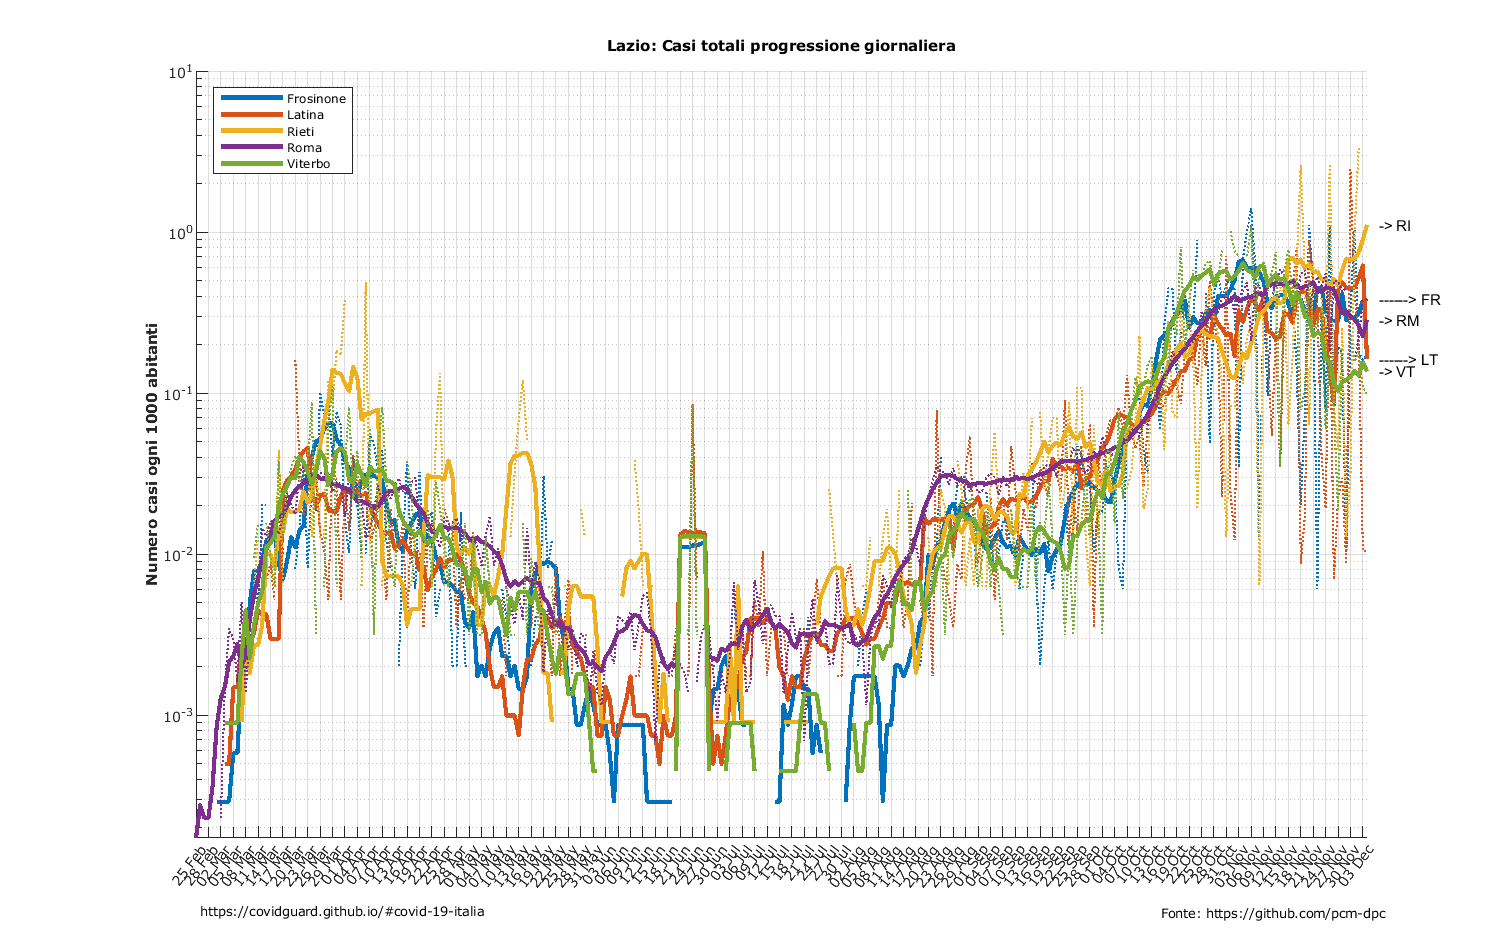 Lazio: Casi totali progressione giornaliera
10^1
10^0
10^-1
10^-2
10^-3
Numero casi ogni 1000 abitanti
Frosinone
Latina
Rieti
Roma
Viterbo
-> RI
------> FR
-> RM
------> LT
-> VT
25 Feb
28 Feb
02 Mar
05 Mar
08 Mar
11 Mar
14 Mar
17 Mar
20 Mar
23 Mar
26 Mar
29 Mar
01 Apr
04 Apr
07 Apr
10 Apr
13 Apr
16 Apr
19 Apr
22 Apr
25 Apr
28 Apr
01 May
04 May
07 May
10 May
13 May
16 May
19 May
22 May
25 May
28 May
31 May
03 Jun
06 Jun
09 Jun
12 Jun
15 Jun
18 Jun
21 Jun
24 Jun
27 Jun
30 Jun
03 Jul
06 Jul
09 Jul
12 Jul
15 Jul
18 Jul
21 Jul
24 Jul
27 Jul
30 Jul
02 Aug
05 Aug
08 Aug
11 Aug
14 Aug
17 Aug
20 Aug
23 Aug
26 Aug
29 Aug
01 Sep
04 Sep
07 Sep
10 Sep
13 Sep
16 Sep
19 Sep
22 Sep
25 Sep
28 Sep
01 Oct
04 Oct
07 Oct
10 Oct
13 Oct
16 Oct
19 Oct
22 Oct
25 Oct
28 Oct
31 Oct
03 Nov
06 Nov
09 Nov
12 Nov
15 Nov
18 Nov
21 Nov
24 Nov
27 Nov
30 Nov
03 Dec
https://covidguard.github.io/#covid-19-italia
Fonte: https://github.com/pcm-dpc